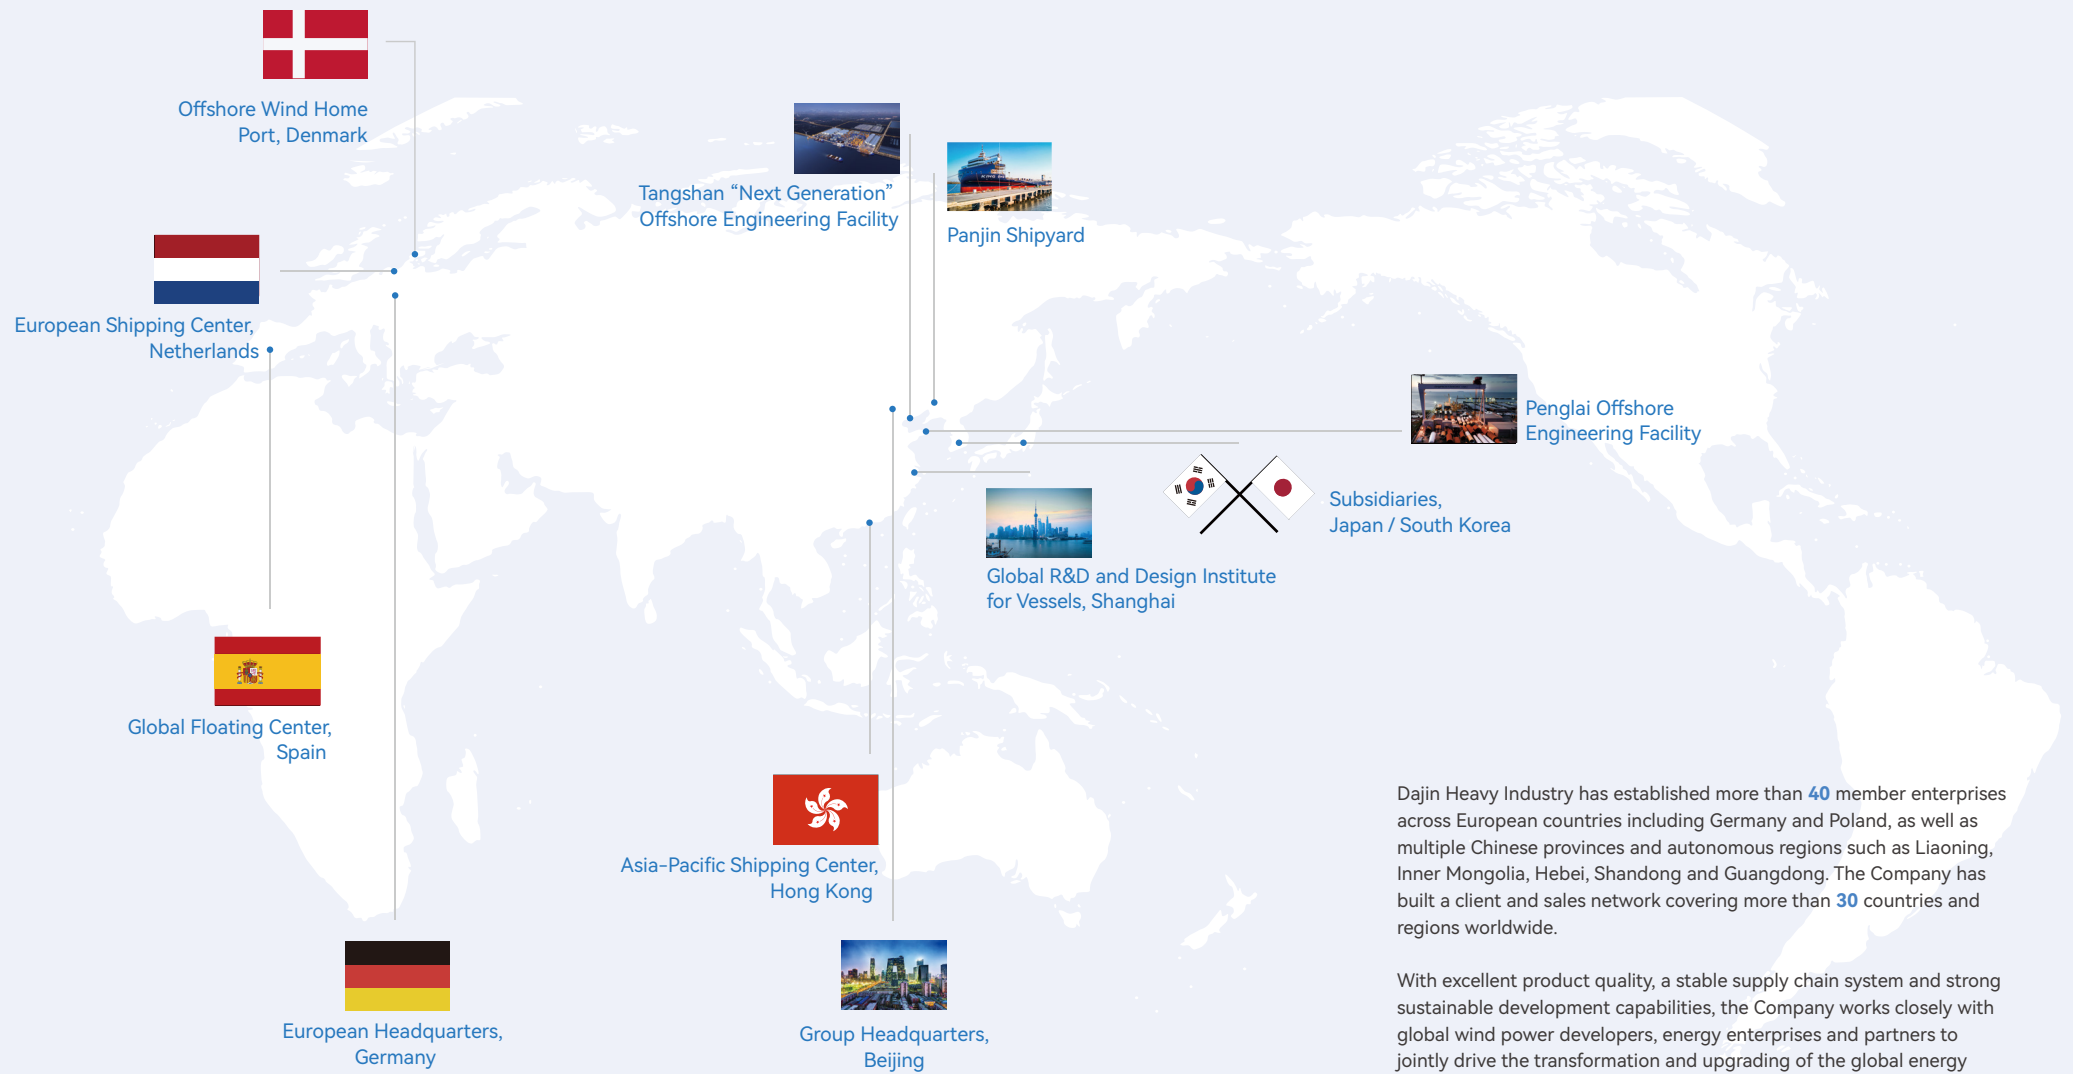 Offshore Wind Home
Port, Denmark
Tangshan “Next Generation”
Offshore Engineering Facility
Panjin Shipyard
European Shipping Center,
Netherlands
Penglai Offshore
Engineering Facility
Subsidiaries,
Japan / South Korea
Global R&D and Design Institute
for Vessels, Shanghai
Global Floating Center,
Spain
Asia-Pacific Shipping Center,
Hong Kong
European Headquarters,
Germany
Group Headquarters,
Beijing
Dajin Heavy Industry has established more than 40 member enterprises
across European countries including Germany and Poland, as well as
multiple Chinese provinces and autonomous regions such as Liaoning,
Inner Mongolia, Hebei, Shandong and Guangdong. The Company has
built a client and sales network covering more than 30 countries and
regions worldwide.
With excellent product quality, a stable supply chain system and strong
sustainable development capabilities, the Company works closely with
global wind power developers, energy enterprises and partners to
jointly drive the transformation and upgrading of the global energy